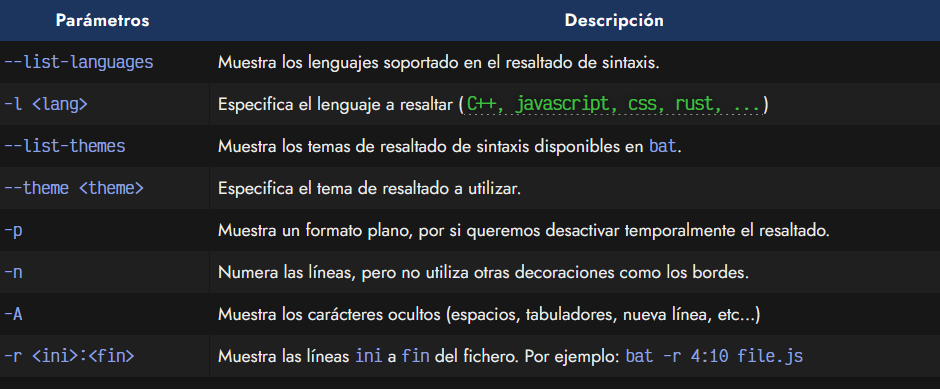 Parámetros Descripción
--list-languages Muestra los lenguajes soportado en el resaltado de sintaxis.
-l <lang> Especifica el lenguaje a resaltar (C++, javascript, css, rust, ...)
--list-themes Muestra los temas de resaltado de sintaxis disponibles en bat.
--theme <theme> Especifica el tema de resaltado a utilizar.
-p Muestra un formato plano, por si queremos desactivar temporalmente el resaltado.
-n Numera las líneas, pero no utiliza otras decoraciones como los bordes.
-A Muestra los carácteres ocultos (espacios, tabuladores, nueva línea, etc...)
-r <ini>:<fin> Muestra las líneas ini a fin del fichero. Por ejemplo: bat -r 4:10 file.js